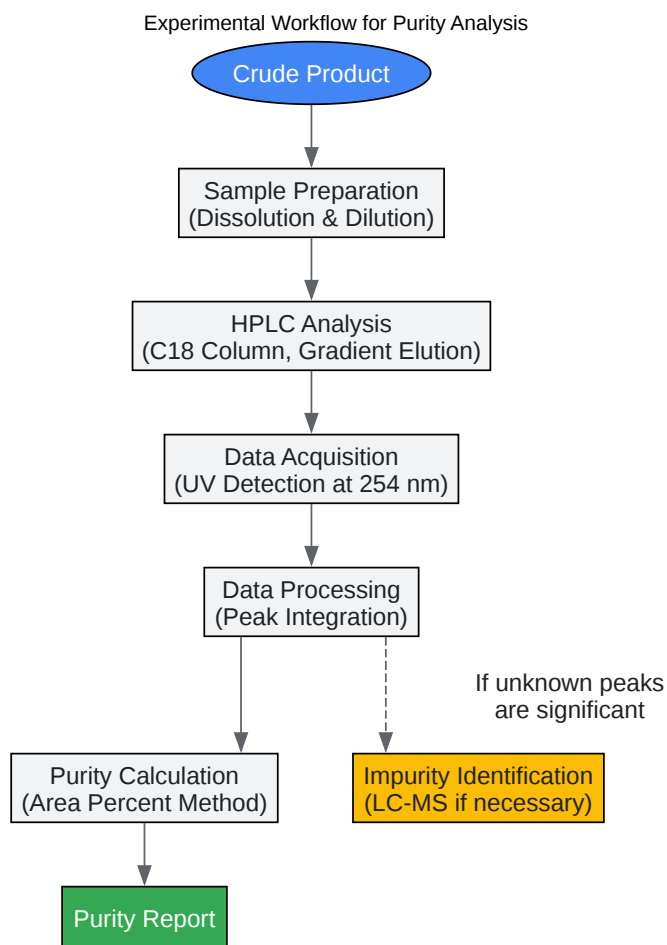 Experimental Workflow for Purity Analysis
Crude Product
Sample Preparation
(Dissolution & Dilution)
HPLC Analysis
(C18 Column, Gradient Elution)
Data Acquisition
(UV Detection at 254 nm)
Data Processing
(Peak Integration)
If unknown peaks
are significant
Purity Calculation
(Area Percent Method)
Impurity Identification
(LC-MS if necessary)
Purity Report